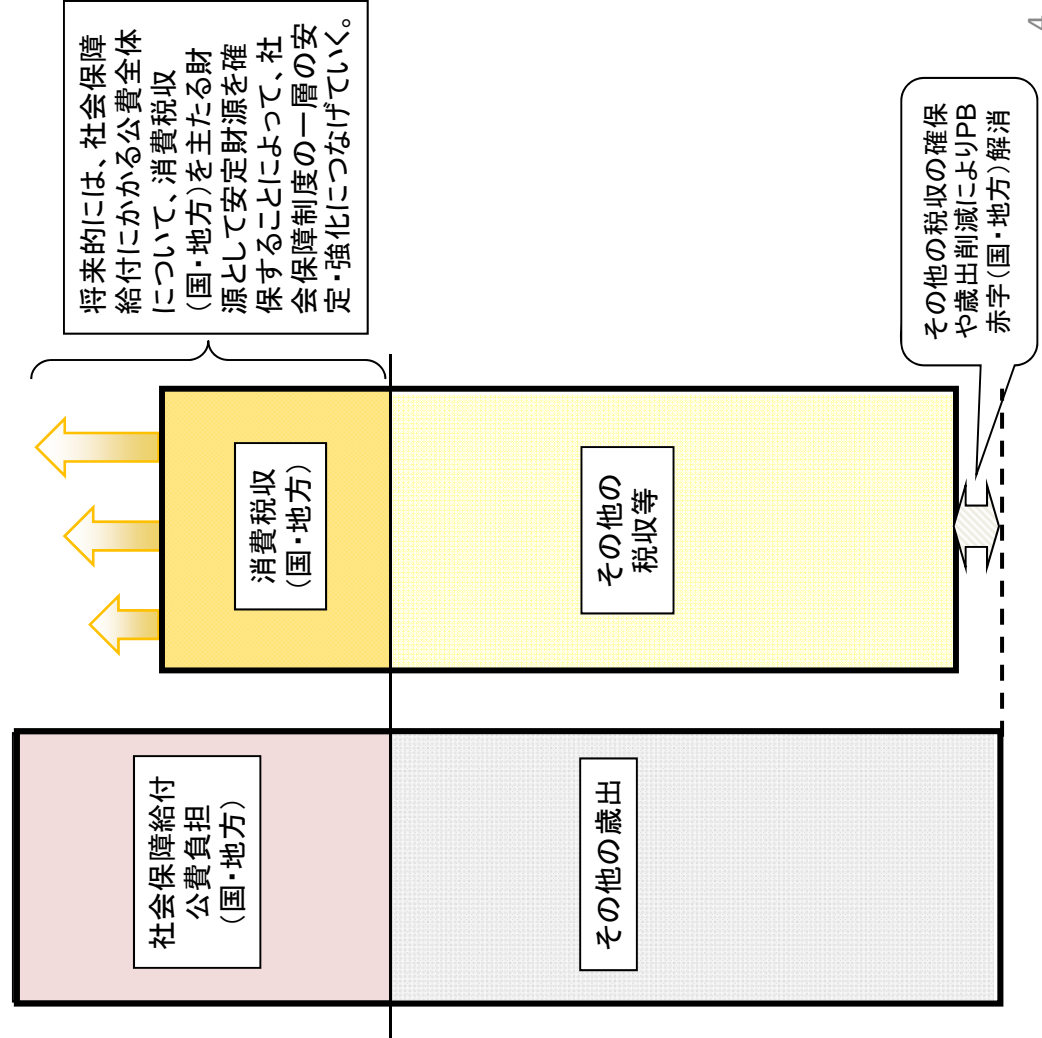 将来的には、社会保障
給付にかかる公費全体
について、消費税収
(国・地方)を主たる財
源として安定財源を確
保することによって、社
会保障制度の一層の安
定・強化につなげていく。
社会保障給付
公費負担
(国・地方)
消費税収
(国・地方)
その他の歳出
その他の
税収等
その他の税収の確保
や歳出削減によりPB
赤字(国・地方)解消
4